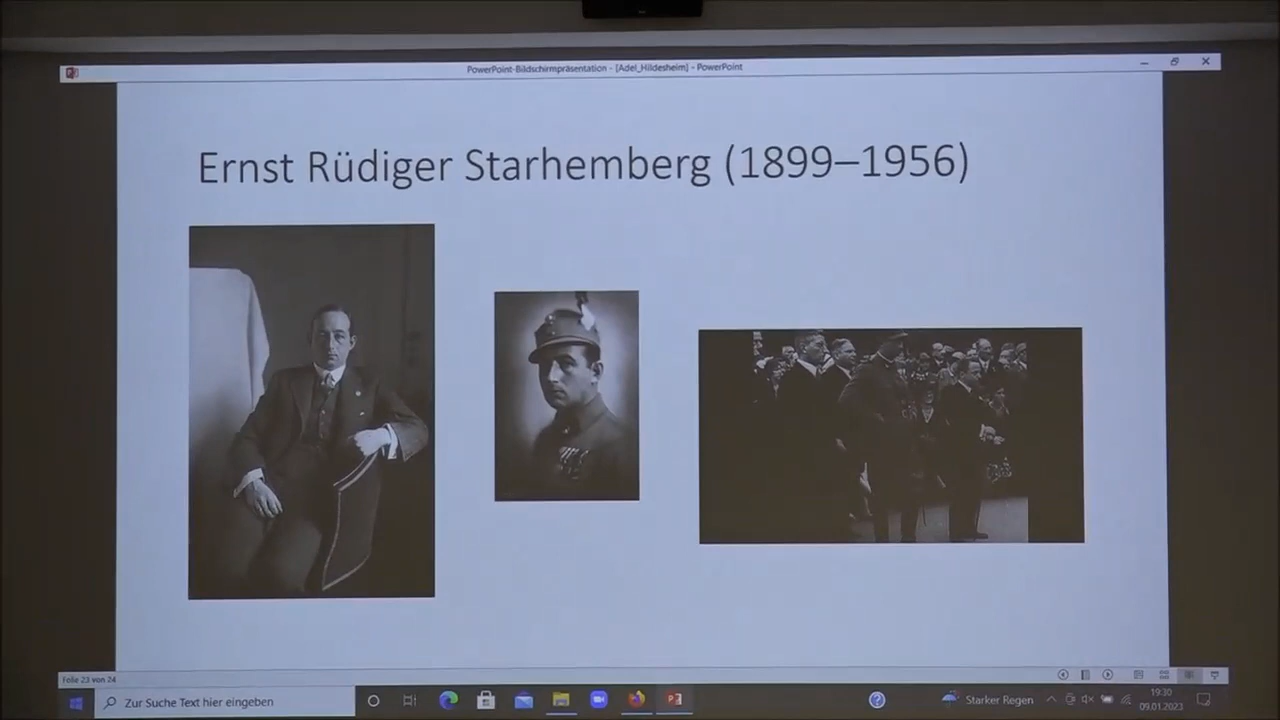 PowerPoint-Bildschirmpräsentation - [Adel_Hildesheim] - PowerPoint
Ernst Rüdiger Starhemberg (1899–1956)
Folie 23 von 24
Zur Suche Text hier eingeben
Starker Regen
19:30
09.01.2023